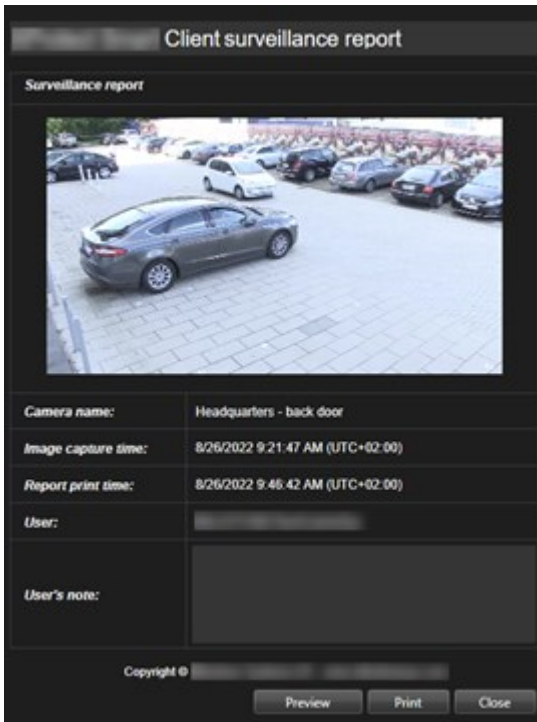 Client surveillance report
Surveillance report
Camera name: Headquarters - back door
Image capture time: 8/26/2022 9:21:47 AM (UTC+02:00)
Report print time: 8/26/2022 9:46:42 AM (UTC+02:00)
User:
User's note:
Copyright ©
Preview Print Close